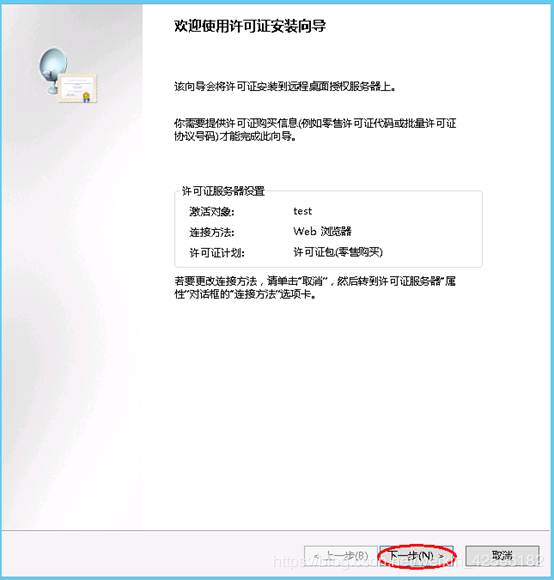 欢迎使用许可证安装向导
该向导会将许可证安装到远程桌面授权服务器上。
你需要提供许可证购买信息(例如零售许可证代码或批量许可证
协议号码)才能完成此向导。
许可证服务器设置
激活对象: test
连接方法: Web 浏览器
许可证计划: 许可证包(零售购买)
若要更改连接方法，请单击"取消"，然后转到许可证服务器"属
性"对话框的"连接方法"选项卡。
< 上一步(B) 下一步(N) > 取消